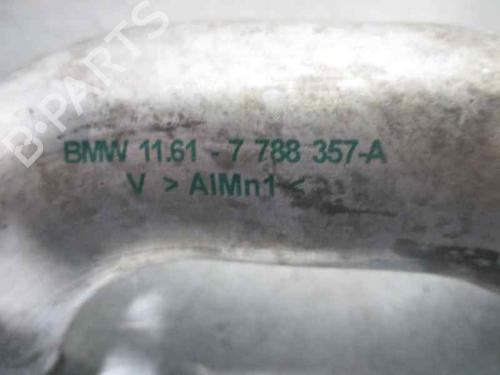 B-PARTS
BMW 11.61 - 7 788 357-A
V > AlMn1 <